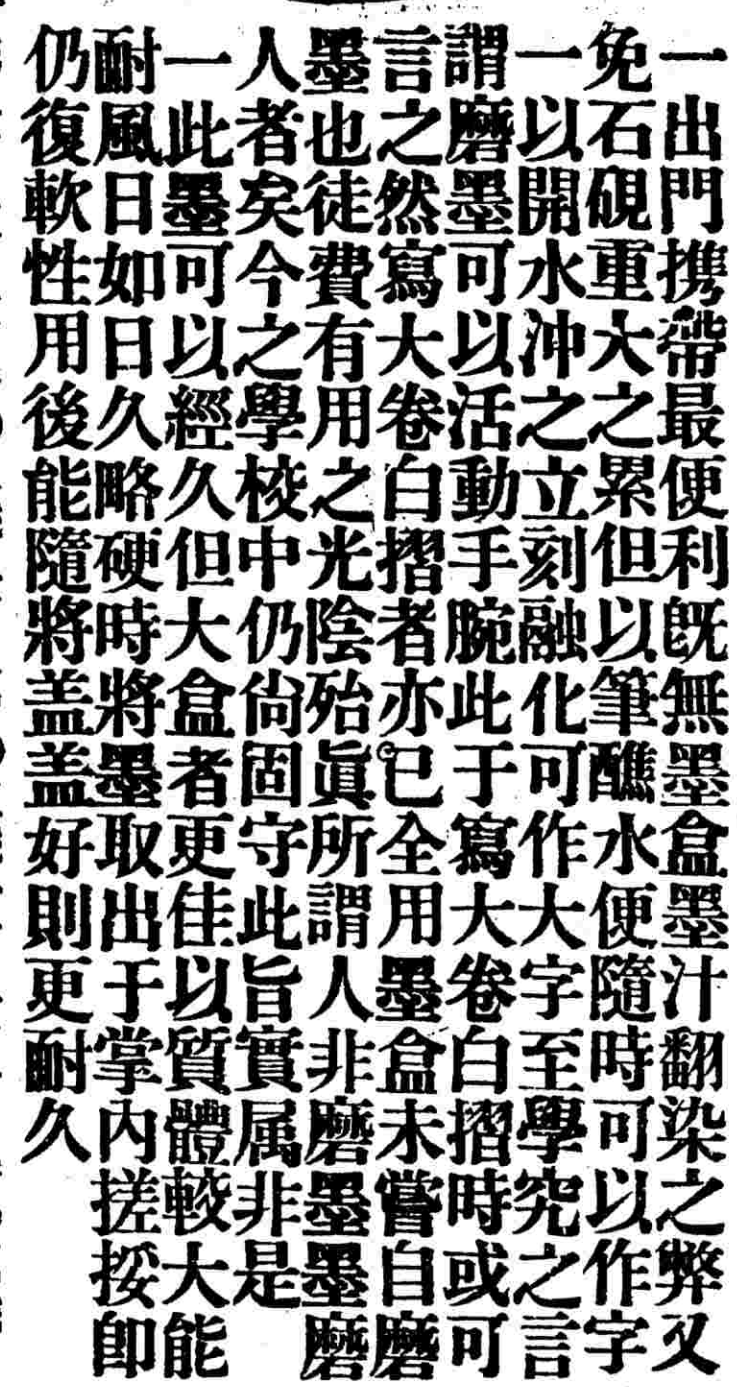 一出門携帶最便利旣無墨盒墨汁翻染之弊又
免石硯重大之累但以筆醮水便隨時可以作字
一以開水沖之立刻融化可作大字至學究之言
謂磨墨可以活動手腕此于寫大卷白摺時或可
言之然寫大卷白摺者亦已全用墨盒未嘗自磨
墨也徒費有用之光陰殆眞所謂人非磨墨墨磨
人者矣今之學校中仍尙固守此旨實属非是
一此墨可以經久但大盒者更佳以質體較大能
耐風日如日久略硬時將墨取出于掌內搓挼卽
仍復軟性用後能隨將盖盖好則更耐久